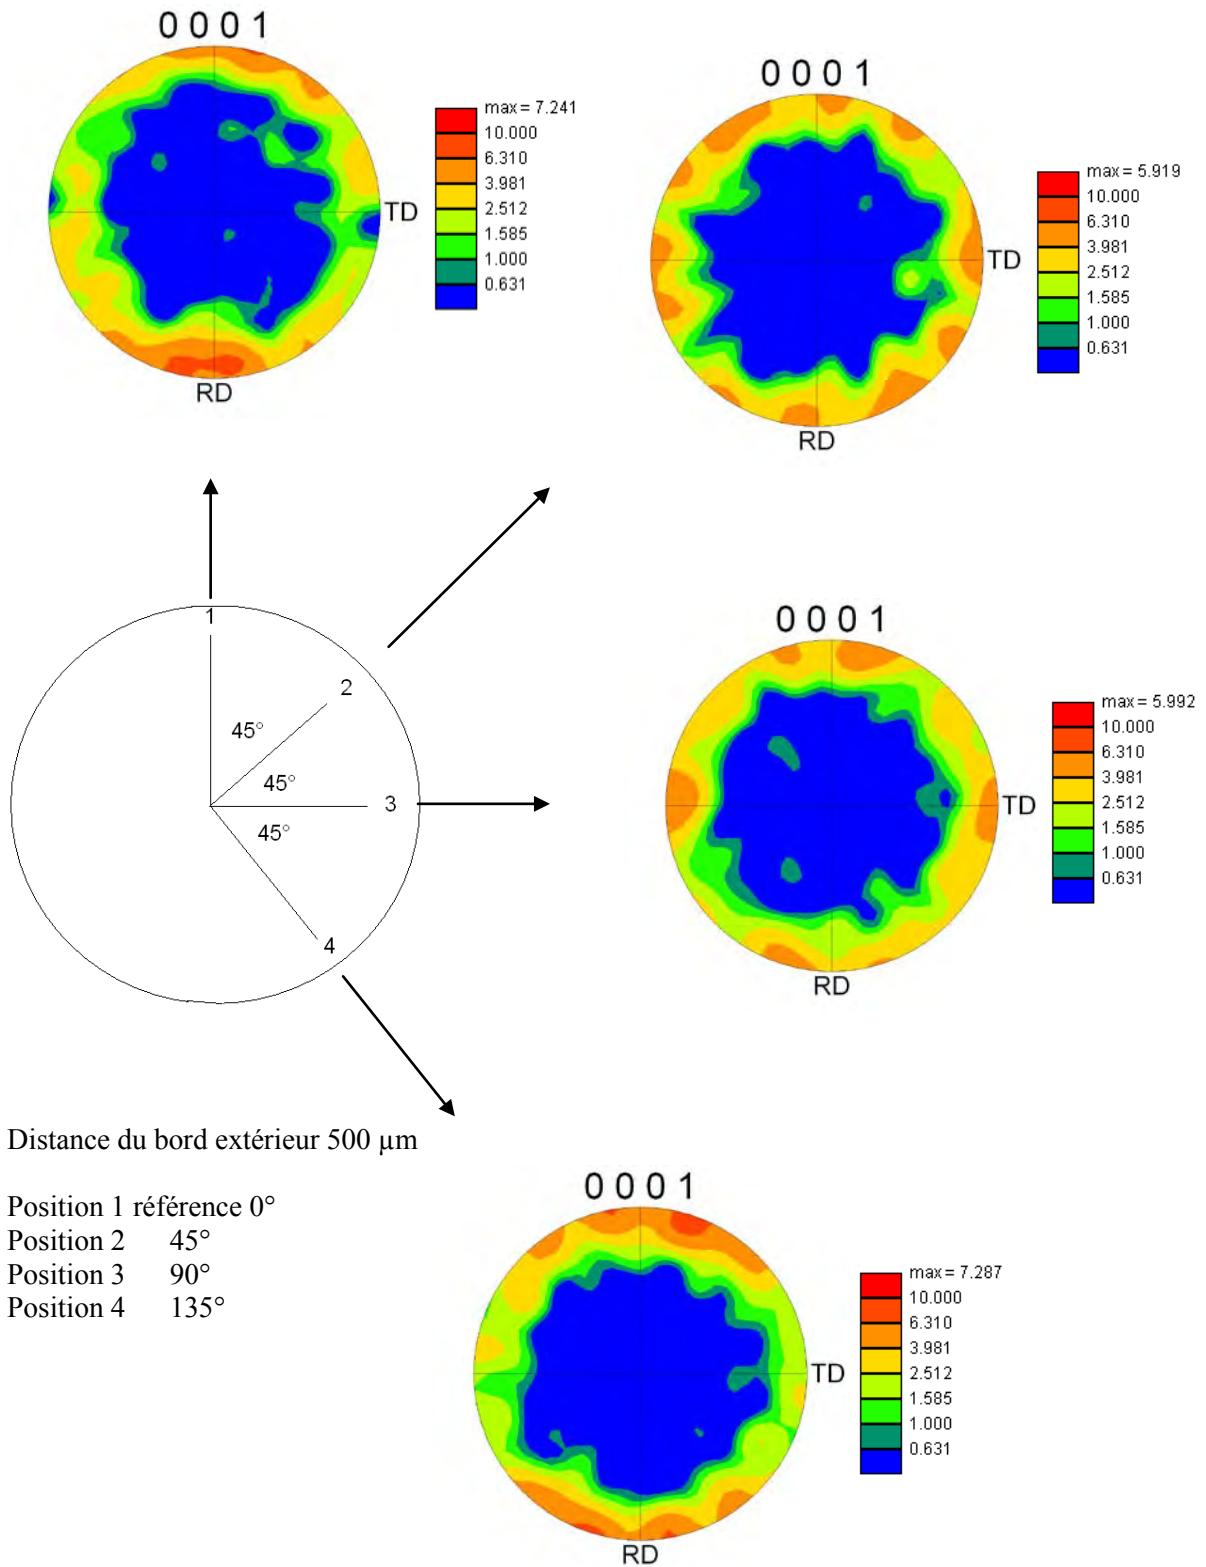 0 0 0 1
max = 7.241
10.000
6.310
3.981
2.512
1.585
1.000
0.631
TD
RD
0 0 0 1
max = 5.919
10.000
6.310
3.981
2.512
1.585
1.000
0.631
TD
RD
1
2
45°
45°
3
45°
4
0 0 0 1
max = 5.992
10.000
6.310
3.981
2.512
1.585
1.000
0.631
TD
RD
Distance du bord extérieur 500 µm
Position 1 référence 0°
Position 2 45°
Position 3 90°
Position 4 135°
0 0 0 1
max = 7.287
10.000
6.310
3.981
2.512
1.585
1.000
0.631
TD
RD